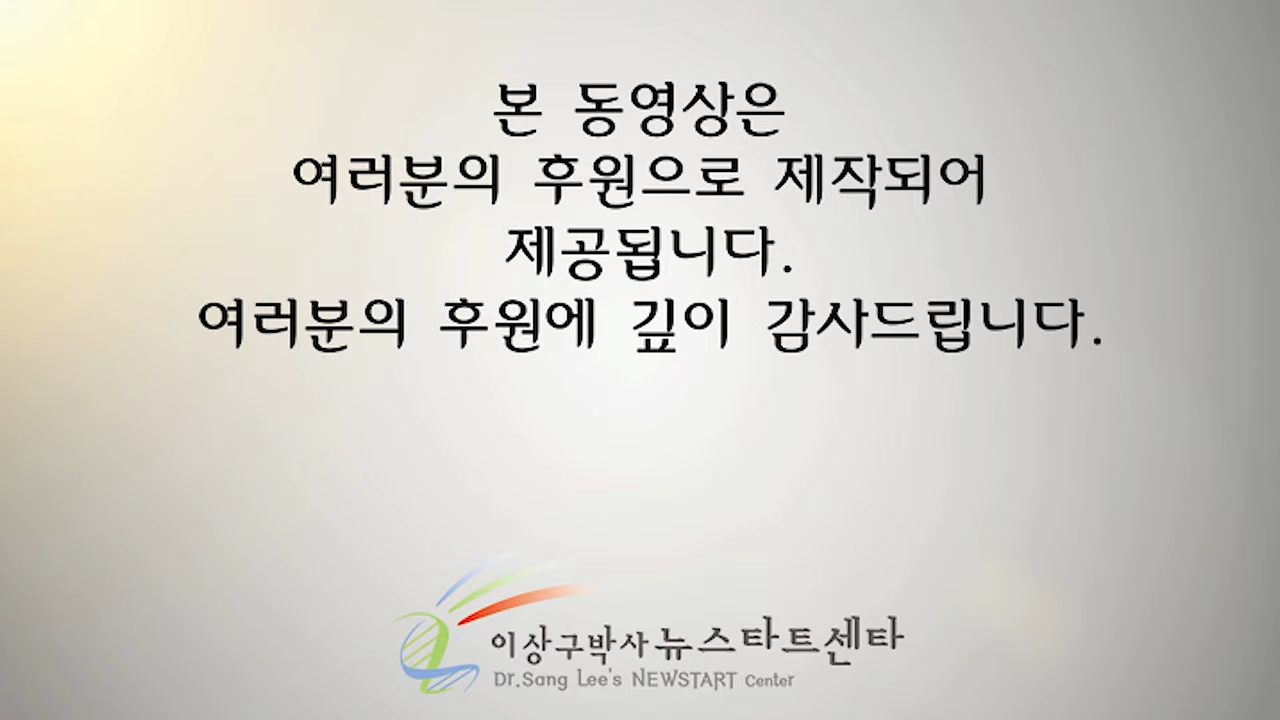 본 동영상은
여러분의 후원으로 제작되어
제공됩니다.
여러분의 후원에 깊이 감사드립니다.
이상구박사 뉴스타트센타
Dr.Sang Lee's NEWSTART Center